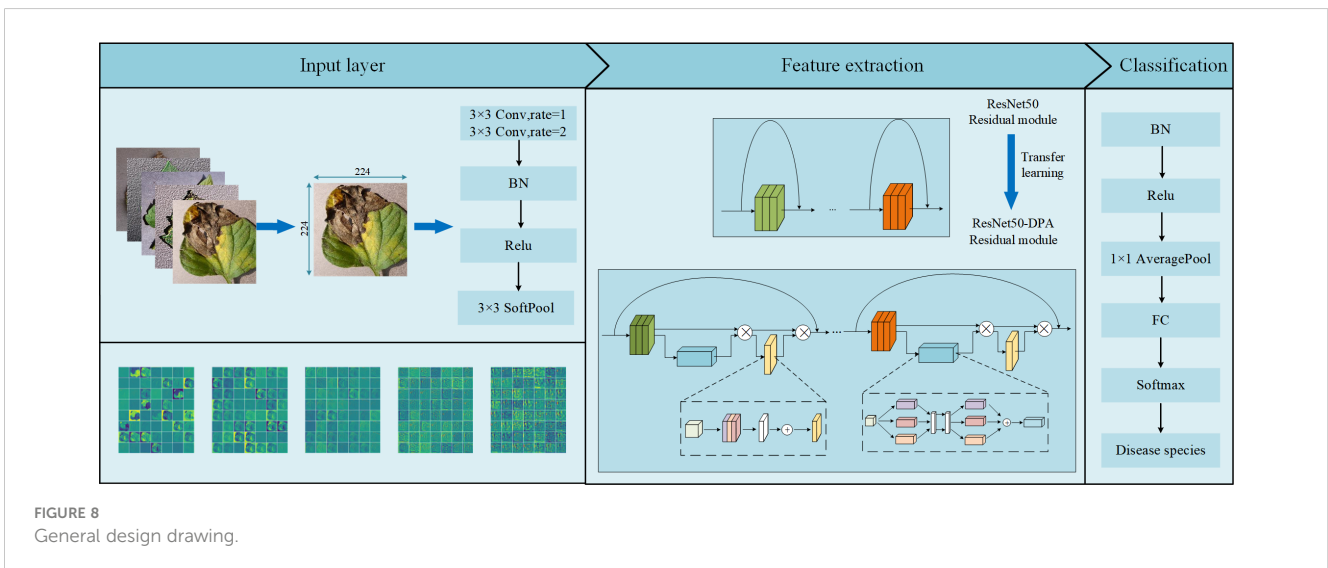 Input layer
Feature extraction
Classification
224
224
3×3 Conv,rate=1
3×3 Conv,rate=2
BN
Relu
3×3 SoftPool
ResNet50
Residual module
Transfer
learning
ResNet50-DPA
Residual module
...
...
BN
Relu
1×1 AveragePool
FC
Softmax
Disease species
FIGURE 8
General design drawing.